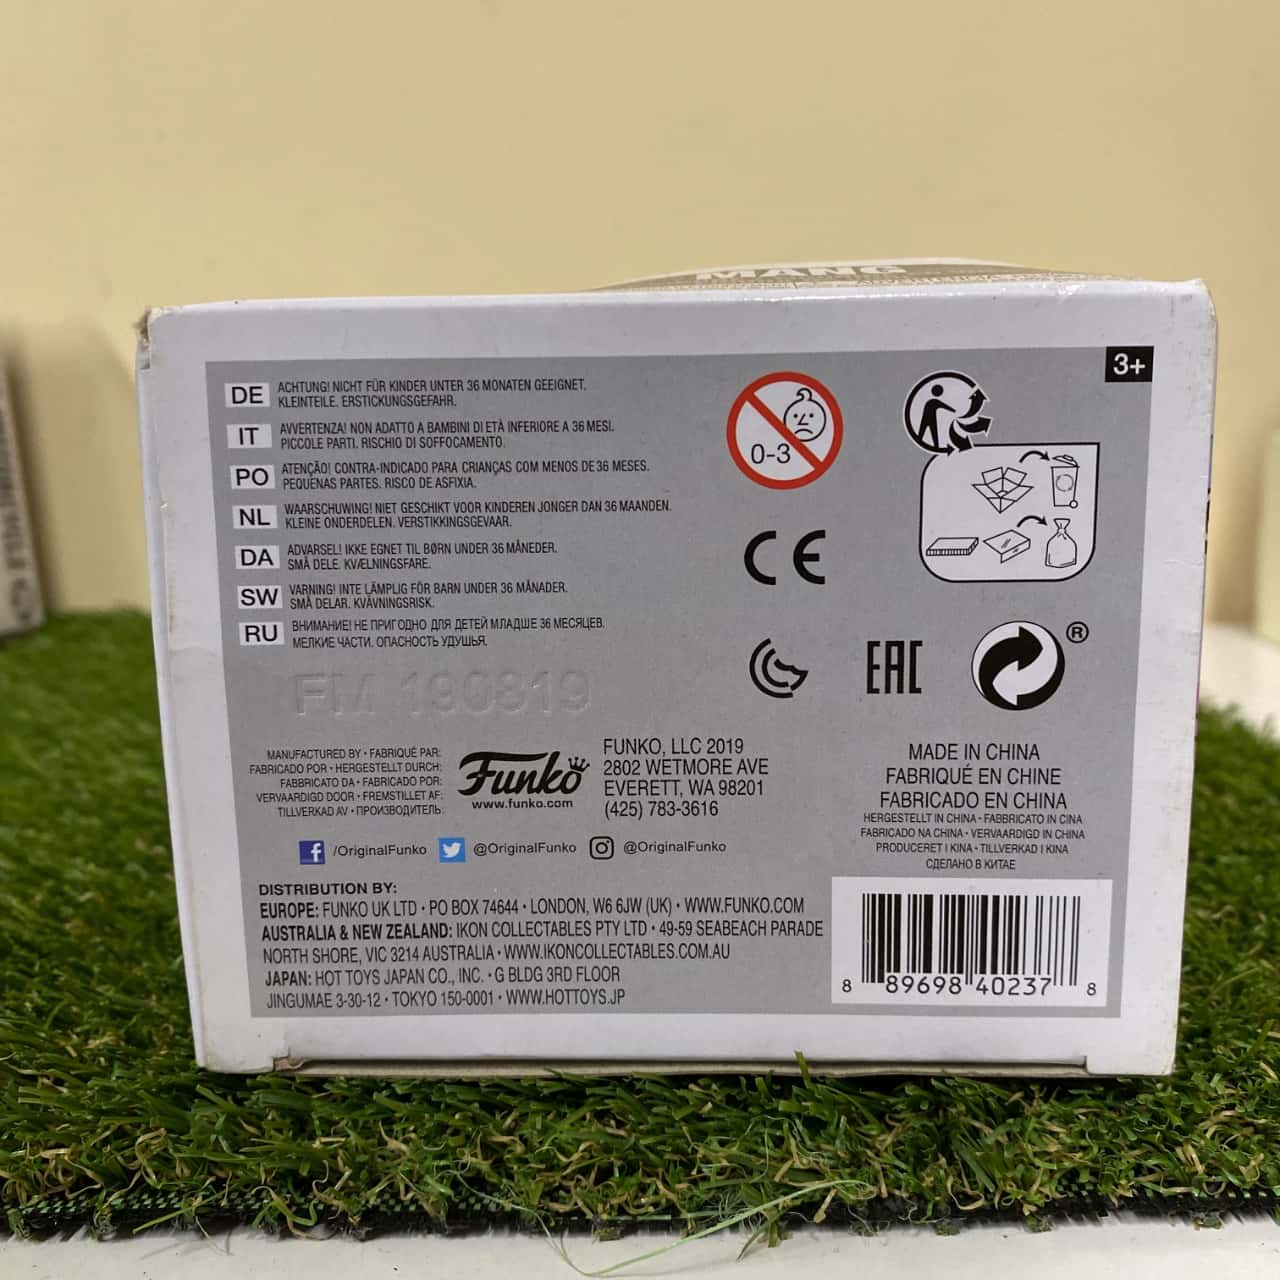 MANG
3+
DE ACHTUNG! NICHT FÜR KINDER UNTER 36 MONATEN GEEIGNET.
KLEINTEILE. ERSTICKUNGSGEFAHR.
IT AVVERTENZA! NON ADATTO A BAMBINI DI ETÀ INFERIORE A 36 MESI.
PICCOLE PARTI. RISCHIO DI SOFFOCAMENTO.
PO ATENÇÃO! CONTRA-INDICADO PARA CRIANÇAS COM MENOS DE 36 MESES.
PEQUENAS PARTES. RISCO DE ASFIXIA.
NL WAARSCHUWING! NIET GESCHIKT VOOR KINDEREN JONGER DAN 36 MAANDEN.
KLEINE ONDERDELEN. VERSTIKKINGSGEVAAR.
DA ADVARSEL! IKKE EGNET TIL BØRN UNDER 36 MÅNEDER.
SMÅ DELE. KVÆLNINGSFARE.
SW VARNING! INTE LÄMPLIG FÖR BARN UNDER 36 MÅNADER.
SMÅ DELAR. KVÄVNINGSRISK.
RU ВНИМАНИЕ! НЕ ПРИГОДНО ДЛЯ ДЕТЕЙ МЛАДШЕ 36 МЕСЯЦЕВ.
МЕЛКИЕ ЧАСТИ. ОПАСНОСТЬ УДУШЬЯ.
0-3
CE
EAC
®
FM 190819
MANUFACTURED BY • FABRIQUÉ PAR:
FABRICADO POR • HERGESTELLT DURCH:
FABBRICATO DA • FABRICADO POR:
VERVAARDIGD DOOR • FREMSTILLET AF:
TILLVERKAD AV • ПРОИЗВОДИТЕЛЬ:
Funko
www.funko.com
FUNKO, LLC 2019
2802 WETMORE AVE
EVERETT, WA 98201
(425) 783-3616
f /OriginalFunko @OriginalFunko @OriginalFunko
MADE IN CHINA
FABRIQUÉ EN CHINE
FABRICADO EN CHINA
HERGESTELLT IN CHINA • FABBRICATO IN CINA
FABRICADO NA CHINA • VERVAARDIGD IN CHINA
PRODUCERET I KINA • TILLVERKAD I KINA
СДЕЛАНО В КИТАЕ
DISTRIBUTION BY:
EUROPE: FUNKO UK LTD • PO BOX 74644 • LONDON, W6 6JW (UK) • WWW.FUNKO.COM
AUSTRALIA & NEW ZEALAND: IKON COLLECTABLES PTY LTD • 49-59 SEABEACH PARADE
NORTH SHORE, VIC 3214 AUSTRALIA • WWW.IKONCOLLECTABLES.COM.AU
JAPAN: HOT TOYS JAPAN CO., INC. • G BLDG 3RD FLOOR
JINGUMAE 3-30-12 • TOKYO 150-0001 • WWW.HOTTOYS.JP
8 89698 40237 8